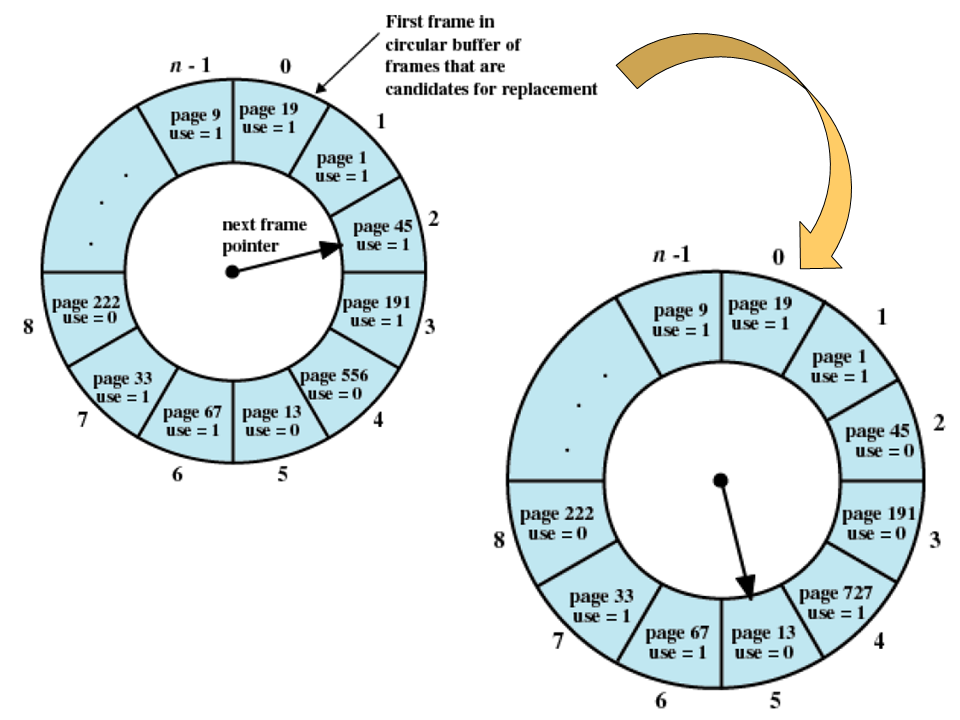 First frame in
circular buffer of
frames that are
candidates for replacement
n - 1
0
1
2
3
4
5
6
7
8
page 9
use = 1
page 19
use = 1
page 1
use = 1
page 45
use = 1
page 191
use = 1
page 556
use = 0
page 13
use = 0
page 67
use = 1
page 33
use = 1
page 222
use = 0
next frame
pointer
n -1
0
1
2
3
4
5
6
7
8
page 9
use = 1
page 19
use = 1
page 1
use = 1
page 45
use = 0
page 191
use = 0
page 727
use = 1
page 13
use = 0
page 67
use = 1
page 33
use = 1
page 222
use = 0